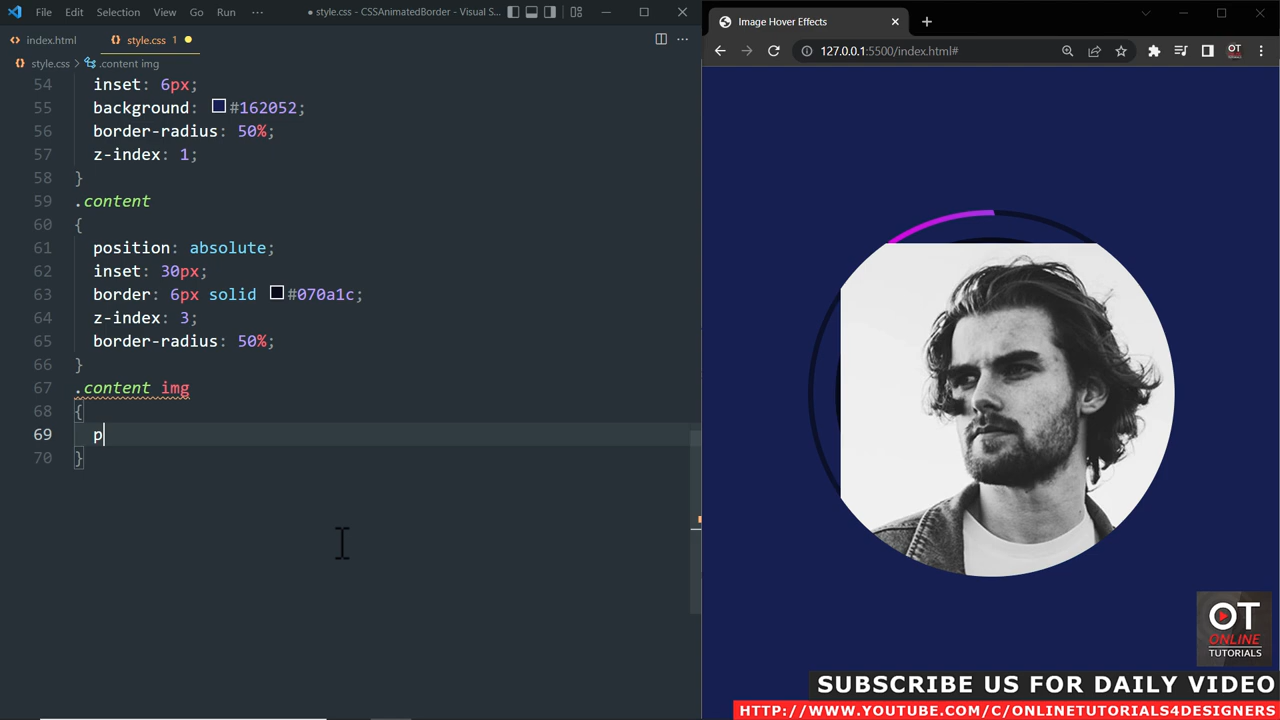 File Edit Selection View Go Run ··· ● style.css - CSSAnimatedBorder - Visual S...
index.html style.css 1
style.css > .content img
54 inset: 6px;
55 background: #162052;
56 border-radius: 50%;
57 z-index: 1;
58 }
59 .content
60 {
61 position: absolute;
62 inset: 30px;
63 border: 6px solid #070a1c;
64 z-index: 3;
65 border-radius: 50%;
66 }
67 .content img
68 {
69 p
70 }
Image Hover Effects
127.0.0.1:5500/index.html#
OT
OT
ONLINE
TUTORIALS
SUBSCRIBE US FOR DAILY VIDEO
HTTP://WWW.YOUTUBE.COM/C/ONLINETUTORIALS4DESIGNERS